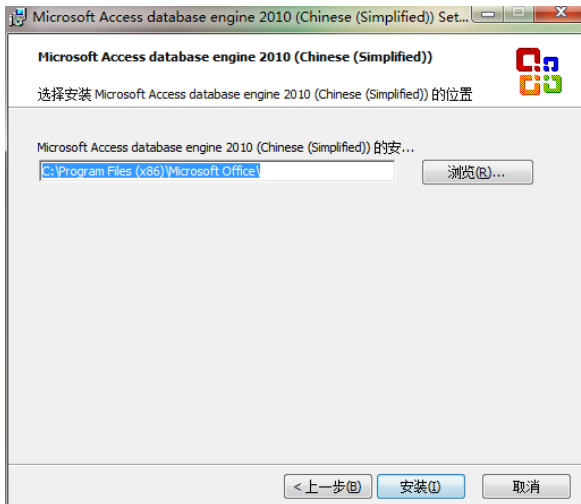 Microsoft Access database engine 2010 (Chinese (Simplified)) Set...
Microsoft Access database engine 2010 (Chinese (Simplified))
选择安装 Microsoft Access database engine 2010 (Chinese (Simplified)) 的位置
Microsoft Access database engine 2010 (Chinese (Simplified)) 的安...
C:\Program Files (x86)\Microsoft Office\
浏览(R)...
<上一步(B)
安装(I)
取消